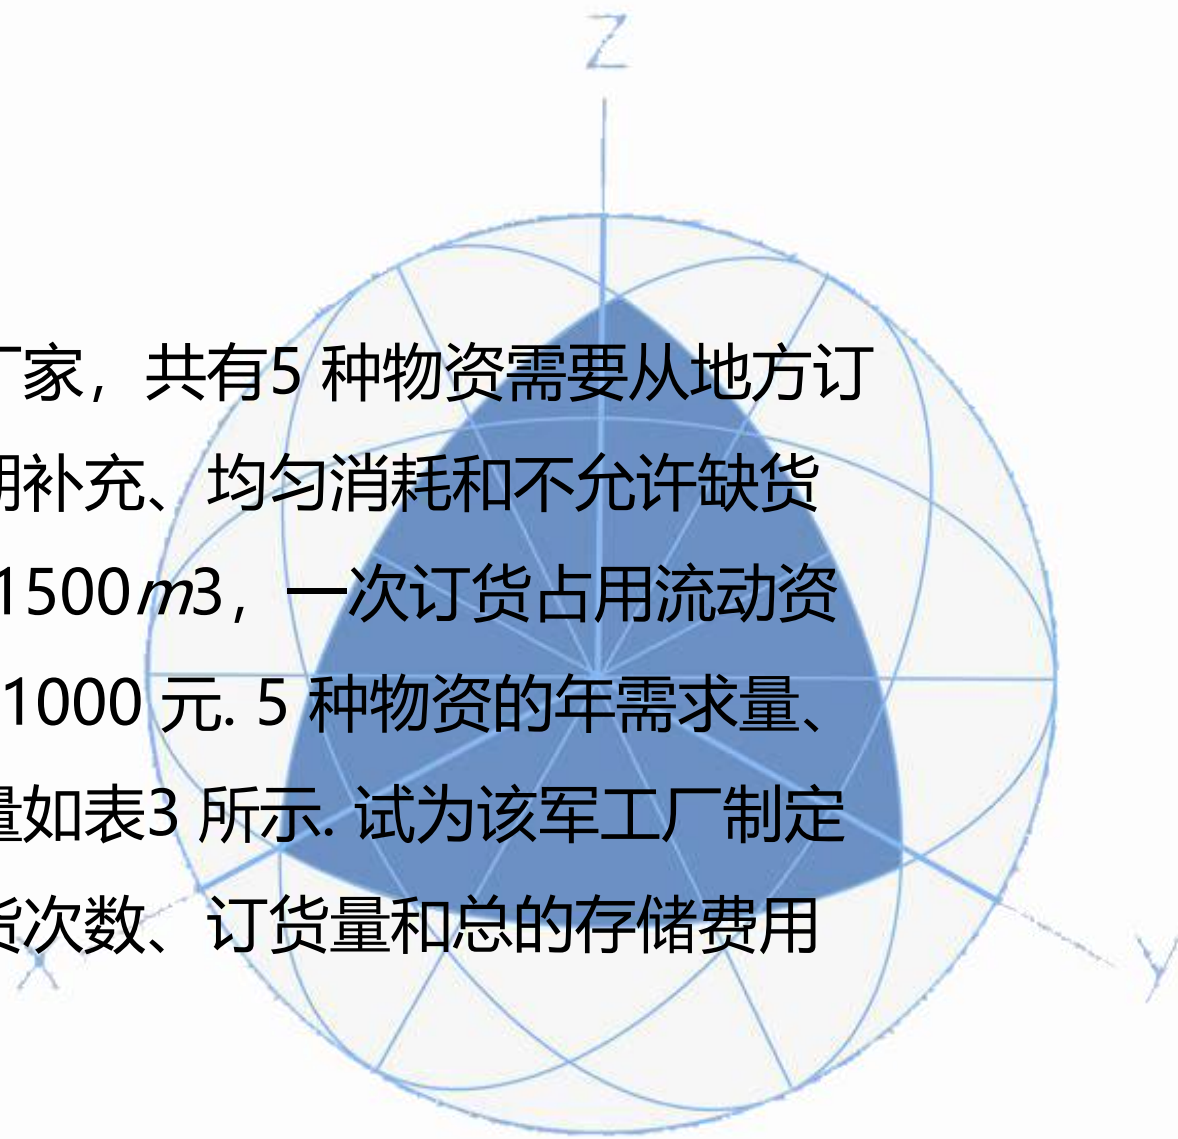 Z
厂家，共有5 种物资需要从地方订
期补充、均匀消耗和不允许缺货
1500m3，一次订货占用流动资
1000 元. 5 种物资的年需求量、
量如表3 所示. 试为该军工厂制定
货次数、订货量和总的存储费用
X
Y